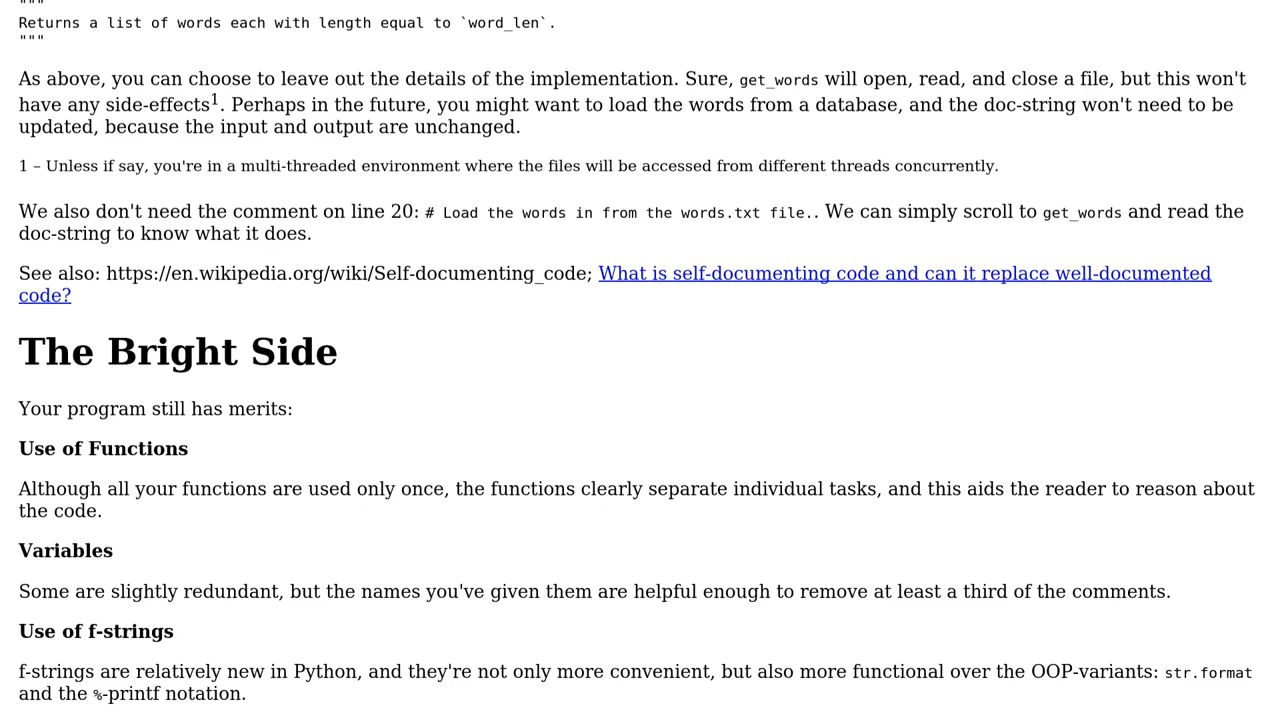 """
Returns a list of words each with length equal to `word_len`.
"""
As above, you can choose to leave out the details of the implementation. Sure, get_words will open, read, and close a file, but this won't
have any side-effects1. Perhaps in the future, you might want to load the words from a database, and the doc-string won't need to be
updated, because the input and output are unchanged.
1 – Unless if say, you're in a multi-threaded environment where the files will be accessed from different threads concurrently.
We also don't need the comment on line 20: # Load the words in from the words.txt file.. We can simply scroll to get_words and read the
doc-string to know what it does.
See also: https://en.wikipedia.org/wiki/Self-documenting_code; What is self-documenting code and can it replace well-documented
code?
The Bright Side
Your program still has merits:
Use of Functions
Although all your functions are used only once, the functions clearly separate individual tasks, and this aids the reader to reason about
the code.
Variables
Some are slightly redundant, but the names you've given them are helpful enough to remove at least a third of the comments.
Use of f-strings
f-strings are relatively new in Python, and they're not only more convenient, but also more functional over the OOP-variants: str.format
and the %-printf notation.